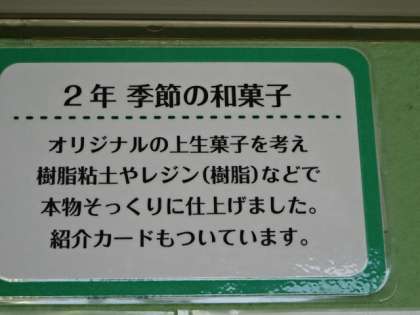 2年 季節の和菓子
オリジナルの上生菓子を考え
樹脂粘土やレジン(樹脂)などで
本物そっくりに仕上げました。
紹介カードもついています。